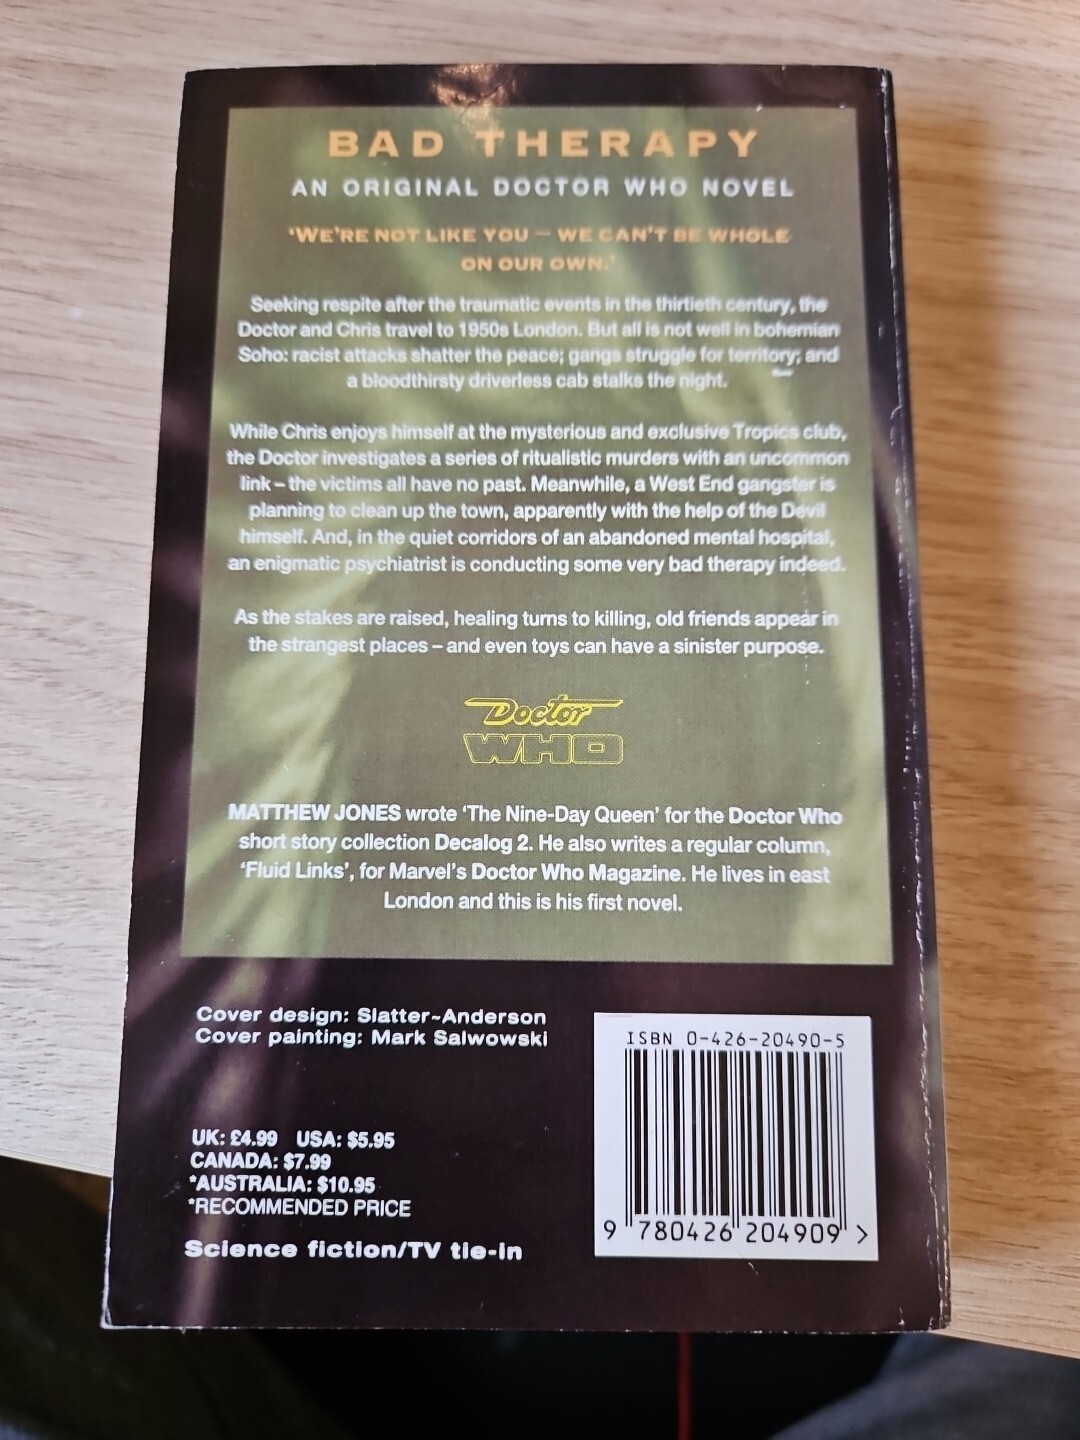 BAD THERAPY
AN ORIGINAL DOCTOR WHO NOVEL
'WE'RE NOT LIKE YOU – WE CAN'T BE WHOLE
ON OUR OWN.'
Seeking respite after the traumatic events in the thirtieth century, the
Doctor and Chris travel to 1950s London. But all is not well in bohemian
Soho: racist attacks shatter the peace; gangs struggle for territory; and
a bloodthirsty driverless cab stalks the night.
While Chris enjoys himself at the mysterious and exclusive Tropics club,
the Doctor investigates a series of ritualistic murders with an uncommon
link – the victims all have no past. Meanwhile, a West End gangster is
planning to clean up the town, apparently with the help of the Devil
himself. And, in the quiet corridors of an abandoned mental hospital,
an enigmatic psychiatrist is conducting some very bad therapy indeed.
As the stakes are raised, healing turns to killing, old friends appear in
the strangest places – and even toys can have a sinister purpose.
Doctor
WHO
MATTHEW JONES wrote 'The Nine-Day Queen' for the Doctor Who
short story collection Decalog 2. He also writes a regular column,
'Fluid Links', for Marvel's Doctor Who Magazine. He lives in east
London and this is his first novel.
Cover design: Slatter~Anderson
Cover painting: Mark Salwowski
UK: £4.99 USA: $5.95
CANADA: $7.99
*AUSTRALIA: $10.95
*RECOMMENDED PRICE
Science fiction/TV tie-in
ISBN 0-426-20490-5
9 780426 204909 >